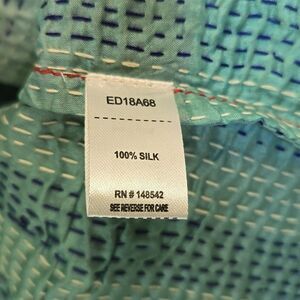 ED18A68
100% SILK
RN # 148542
SEE REVERSE FOR CARE